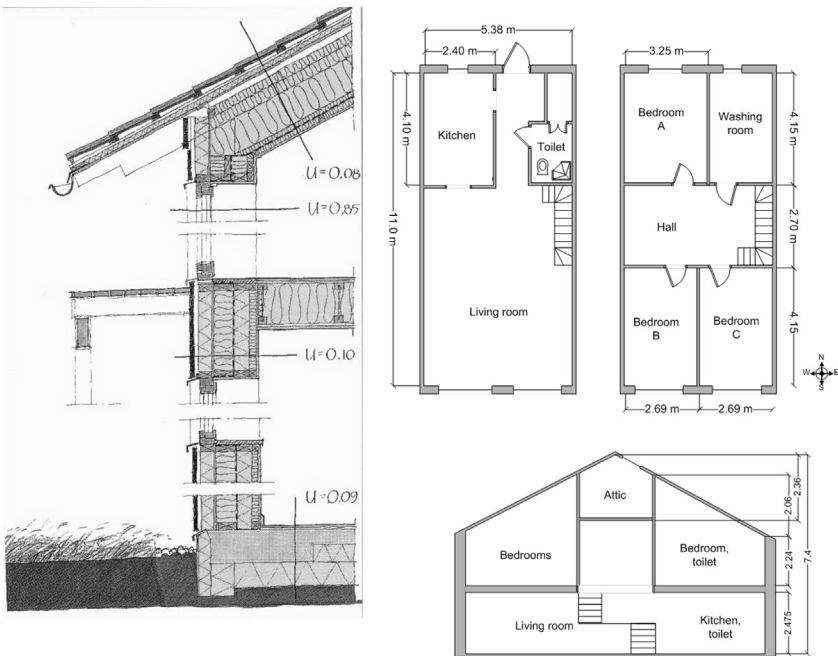 U=0.08
U=0.85
U=0.10
U=0.09
5.38 m
2.40 m
4.10 m
11.0 m
Kitchen
Toilet
Living room
3.25 m
Bedroom
A
Washing
room
4.15 m
Hall
2.70 m
Bedroom
B
Bedroom
C
4.15
2.69 m
2.69 m
N
W
E
S
Attic
Bedrooms
Bedroom,
toilet
Living room
Kitchen,
toilet
2.36
2.06
2.24
7.4
2.475